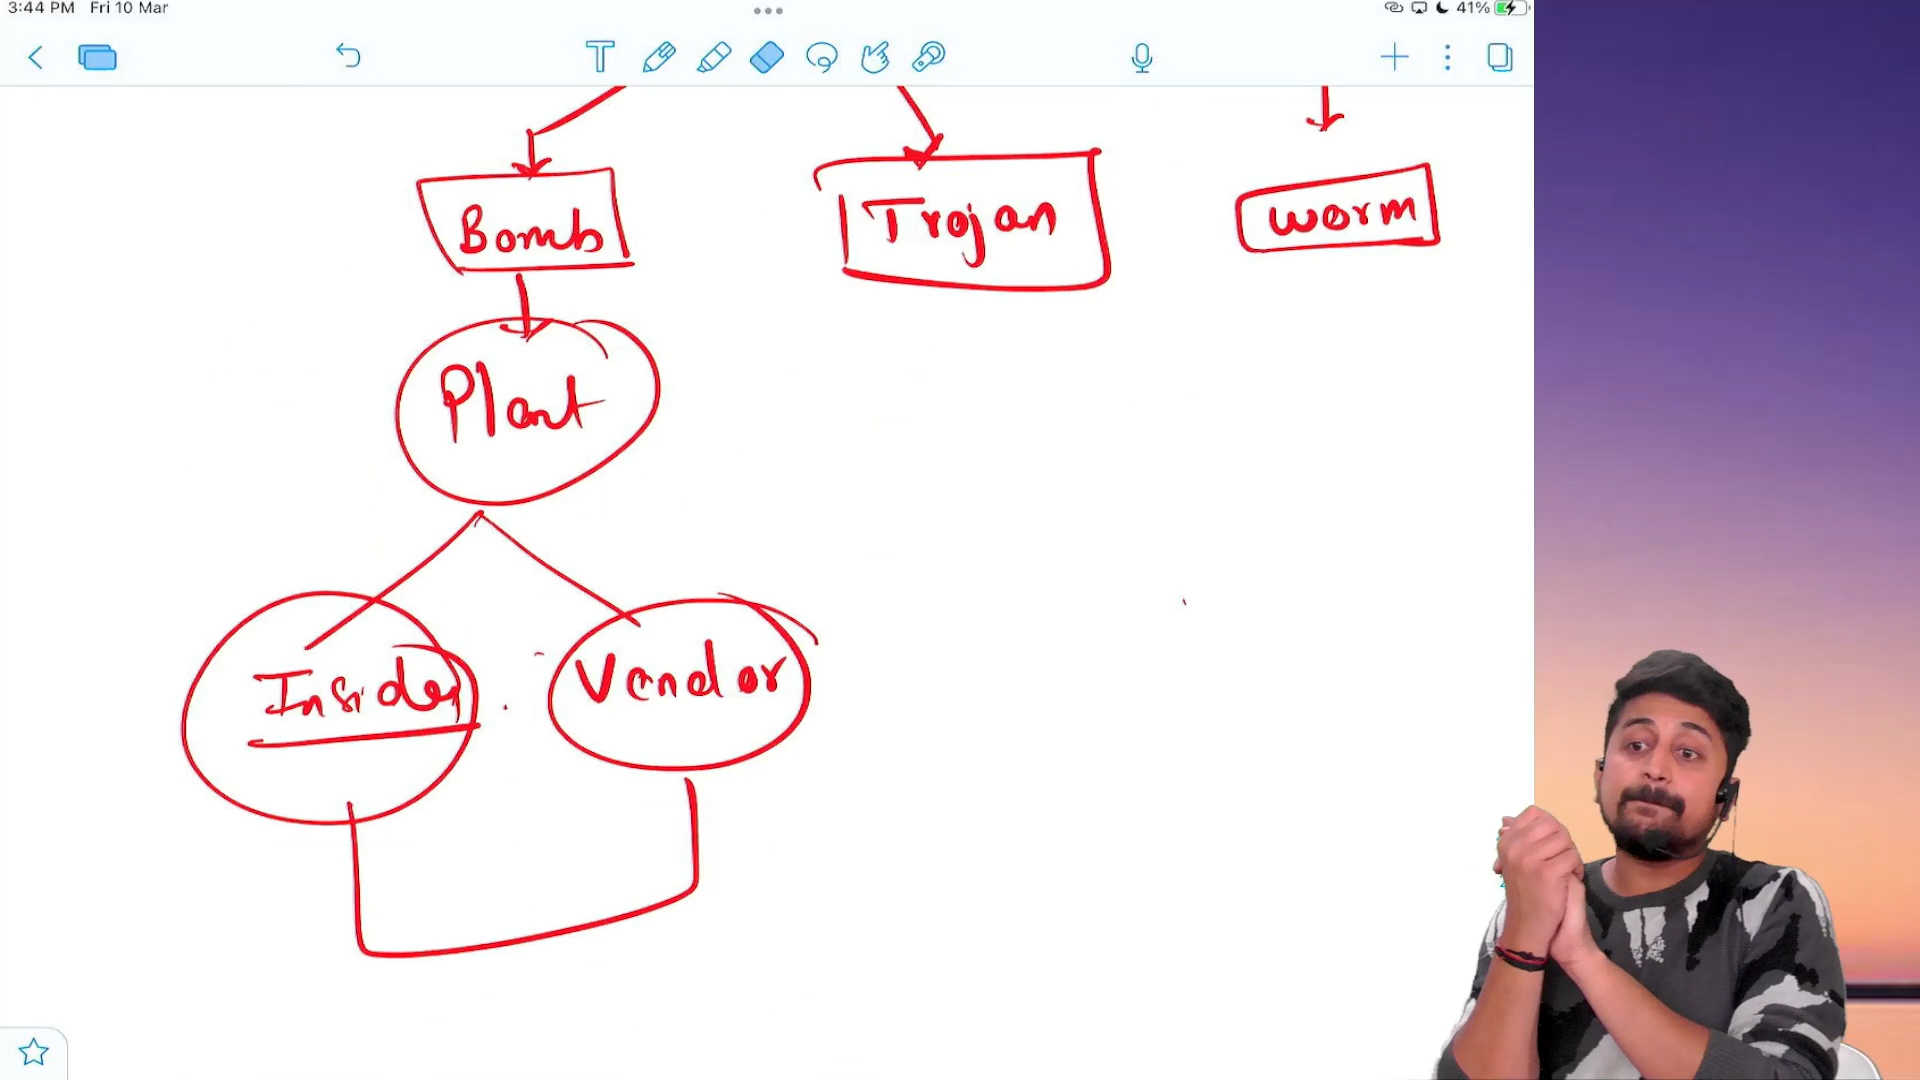 3:44 PM Fri 10 Mar
41%
T
Bomb
Trojan
worm
Plant
Insider
Vendor